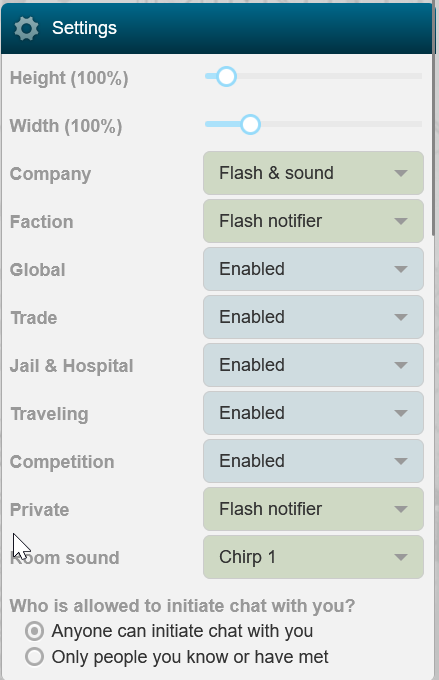 Settings
Height (100%)
Width (100%)
Company Flash & sound
Faction Flash notifier
Global Enabled
Trade Enabled
Jail & Hospital Enabled
Traveling Enabled
Competition Enabled
Private Flash notifier
Room sound Chirp 1
Who is allowed to initiate chat with you?
Anyone can initiate chat with you
Only people you know or have met